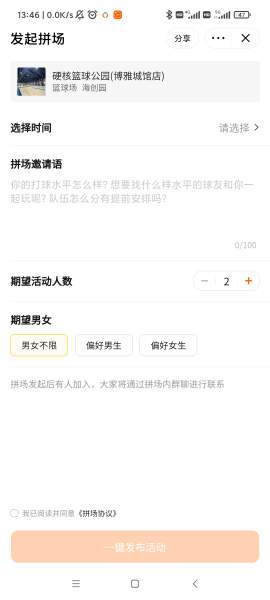 13:46 | 0.0K/s
发起拼场
分享
硬核篮球公园(博雅城馆店)
篮球场 海创园
选择时间
请选择
拼场邀请语
你的打球水平怎么样? 想要找什么样水平的球友和你一
起玩呢? 队伍怎么分有提前安排吗?
0/100
期望活动人数
2
期望男女
男女不限
偏好男生
偏好女生
拼场发起后有人加入，大家将通过拼场内群聊进行联系
我已阅读并同意《拼场协议》
一键发布活动